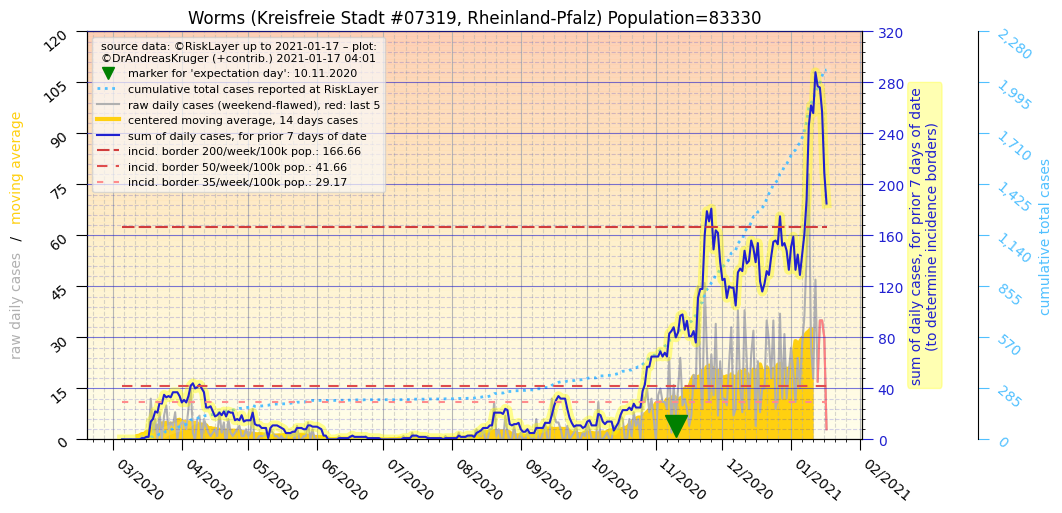 Worms (Kreisfreie Stadt #07319, Rheinland-Pfalz) Population=83330
source data: ©RiskLayer up to 2021-01-17 – plot:
©DrAndreasKruger (+contrib.) 2021-01-17 04:01
marker for 'expectation day': 10.11.2020
cumulative total cases reported at RiskLayer
raw daily cases (weekend-flawed), red: last 5
centered moving average, 14 days cases
sum of daily cases, for prior 7 days of date
incid. border 200/week/100k pop.: 166.66
incid. border 50/week/100k pop.: 41.66
incid. border 35/week/100k pop.: 29.17
raw daily cases / moving average
120
105
90
75
60
45
30
15
0
320
280
240
200
160
120
80
40
0
sum of daily cases, for prior 7 days of date
(to determine incidence borders)
2,280
1,995
1,710
1,425
1,140
855
570
285
0
cumulative total cases
03/2020
04/2020
05/2020
06/2020
07/2020
08/2020
09/2020
10/2020
11/2020
12/2020
01/2021
02/2021